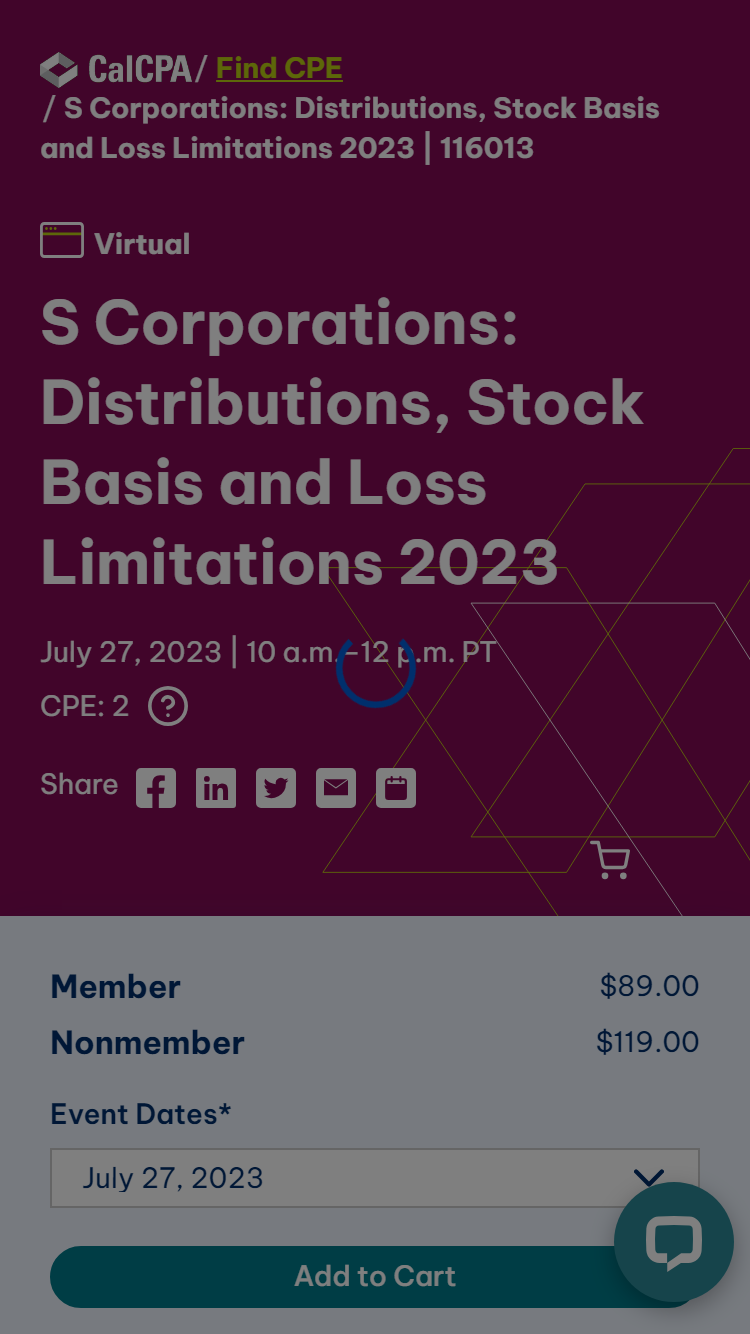 CalCPA / Find CPE
/ S Corporations: Distributions, Stock Basis
and Loss Limitations 2023 | 116013
Virtual
S Corporations:
Distributions, Stock
Basis and Loss
Limitations 2023
July 27, 2023 | 10 a.m.–12 p.m. PT
CPE: 2 ?
Share
Member $89.00
Nonmember $119.00
Event Dates*
July 27, 2023
Add to Cart